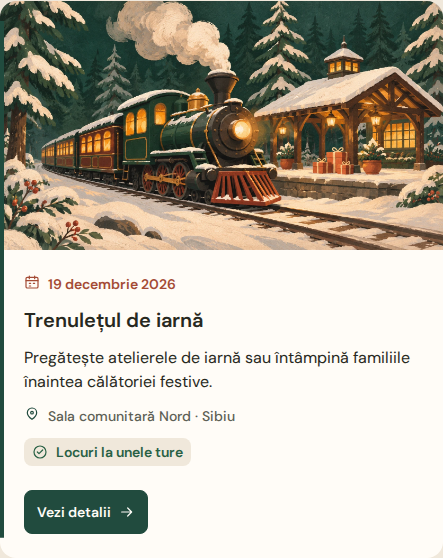 19 decembrie 2026
Trenulețul de iarnă
Pregătește atelierele de iarnă sau întâmpină familiile
înaintea călătoriei festive.
Sala comunitară Nord · Sibiu
Locuri la unele ture
Vezi detalii →